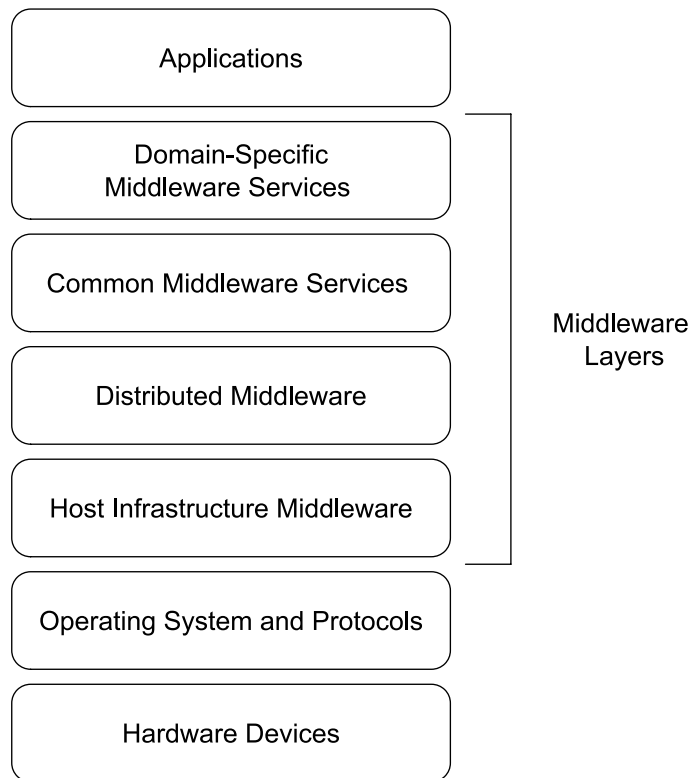 Applications
Domain-Specific
Middleware Services
Common Middleware Services
Distributed Middleware
Host Infrastructure Middleware
Operating System and Protocols
Hardware Devices
Middleware
Layers